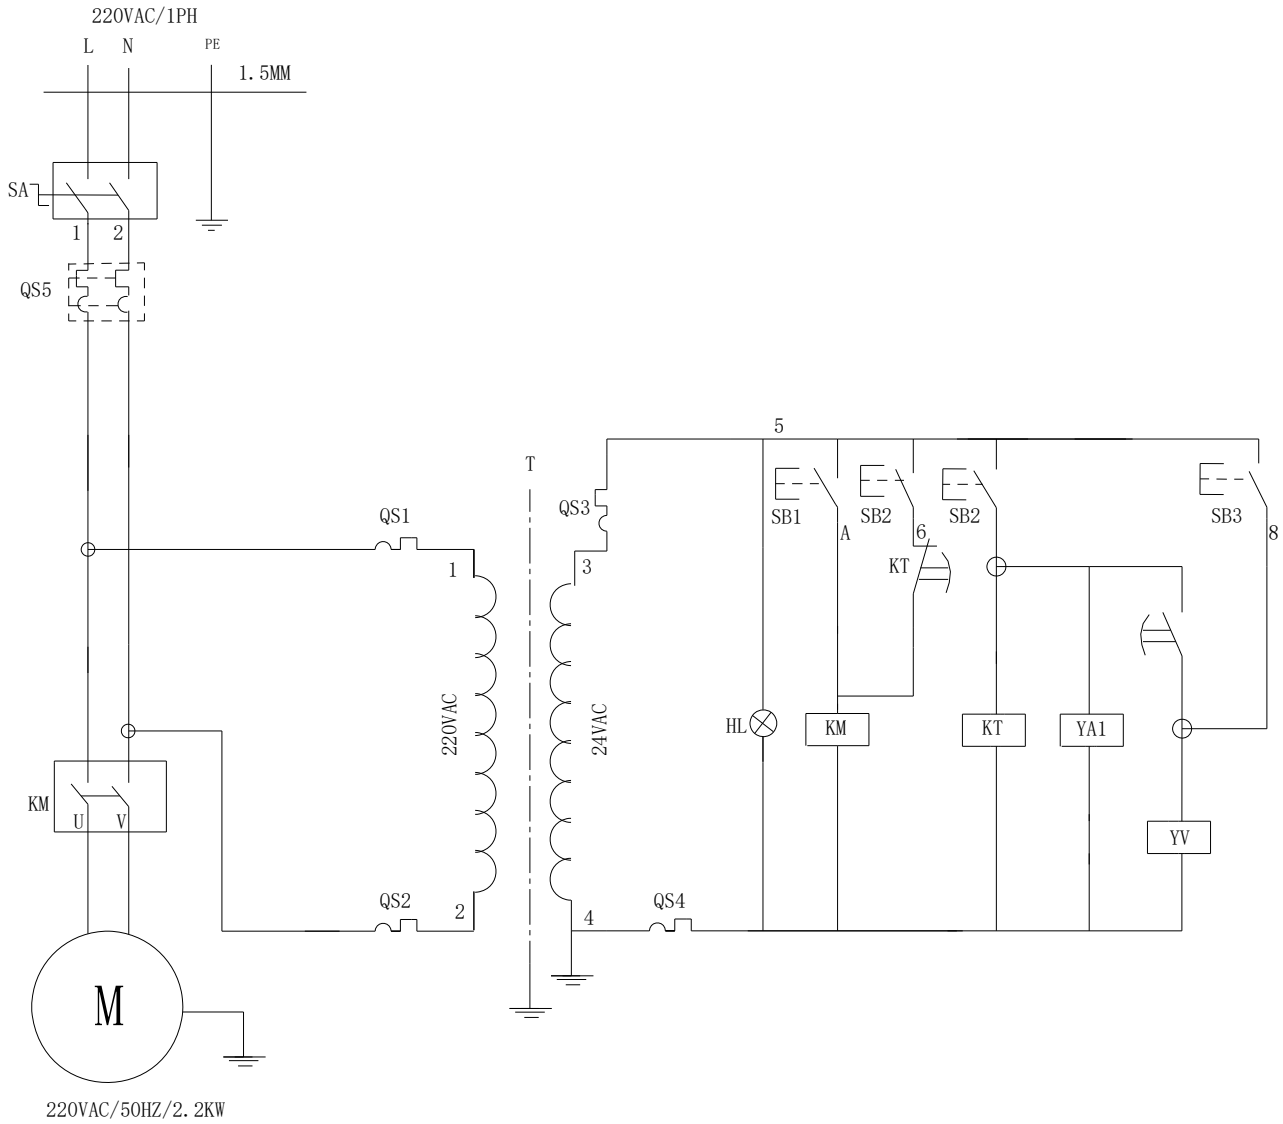 220VAC/1PH
L N PE
1.5MM
SA
1 2
QS5
5
T
QS1
QS3
SB1
SB2
SB2
SB3
A
6
8
1
3
KT
220VAC
24VAC
HL
KM
KT
YA1
KM
U V
YV
QS2
2
4
QS4
M
220VAC/50HZ/2.2KW